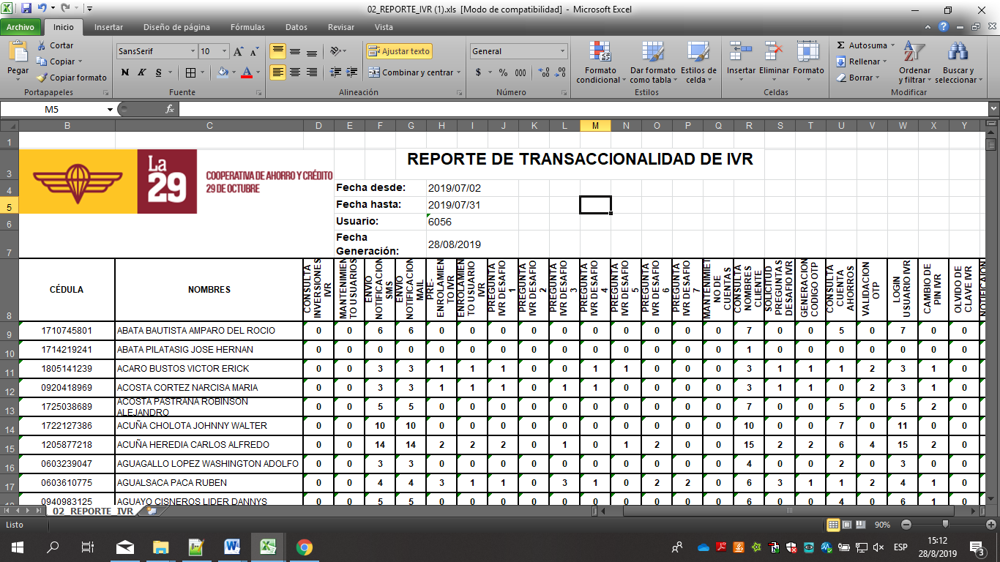 02_REPORTE_IVR (1).xls [Modo de compatibilidad] - Microsoft Excel
Archivo Inicio Insertar Diseño de página Fórmulas Datos Revisar Vista
Pegar
Cortar
Copiar
Copiar formato
Portapapeles
SansSerif 10
N K S
Fuente
Ajustar texto
Combinar y centrar
Alineación
General
$ % 000
Número
Formato condicional
Dar formato como tabla
Estilos de celda
Estilos
Insertar Eliminar Formato
Celdas
Autosuma
Rellenar
Borrar
Ordenar y filtrar
Buscar y seleccionar
Modificar
M5 fx
B C D E F G H I J K L M N O P Q R S T U V W X Y
1
3 La 29 COOPERATIVA DE AHORRO Y CRÉDITO 29 DE OCTUBRE REPORTE DE TRANSACCIONALIDAD DE IVR
4 Fecha desde: 2019/07/02
5 Fecha hasta: 2019/07/31
6 Usuario: 6056
7 Fecha Generación: 28/08/2019
8 CÉDULA NOMBRES
CONSULTA INVERSIONES IVR
MANTENIMIEN TO USUARIOS
ENVIO NOTIFICACION SMS
ENVIO NOTIFICACION MAIL
PRE- ENROLAMIEN TO IVR
ENROLAMIEN TO USUARIO IVR
PREGUNTA IVR DESAFIO 1
PREGUNTA IVR DESAFIO 2
PREGUNTA IVR DESAFIO 3
PREGUNTA IVR DESAFIO 4
PREGUNTA IVR DESAFIO 5
PREGUNTA IVR DESAFIO 6
PREGUNTA IVR DESAFIO 7
MANTENIMIET NO DE CUENTAS
CONSULTA NOMBRES CLIENTE
SOLICITUD PREGUNTAS DESAFIO IVR
GENERACION CODIGO OTP
CONSULTA CUENTA AHORROS
VALIDACION OTP
LOGIN USUARIO IVR
CAMBIO DE PIN IVR
OLVIDO DE CLAVE IVR
9 1710745801 ABATA BAUTISTA AMPARO DEL ROCIO 0 0 6 6 0 0 0 0 0 0 0 0 0 0 7 0 0 5 0 7 0 0
10 1714219241 ABATA PILATASIG JOSE HERNAN 0 0 0 0 0 0 0 0 0 0 0 0 0 0 1 0 0 0 0 0 0 0
11 1805141239 ACARO BUSTOS VICTOR ERICK 0 0 3 3 1 1 1 0 0 1 1 0 0 0 3 1 1 1 2 3 1 0
12 0920418969 ACOSTA CORTEZ NARCISA MARIA 0 0 3 3 1 1 1 0 1 1 0 0 0 0 3 1 1 0 2 3 1 0
13 1725038689 ACOSTA PASTRANA ROBINSON ALEJANDRO 0 0 5 5 0 0 0 0 0 0 0 0 0 0 7 0 0 5 0 5 2 0
14 1722127386 ACUÑA CHOLOTA JOHNNY WALTER 0 0 10 10 0 0 0 0 0 0 0 0 0 0 10 0 0 7 0 11 0 0
15 1205877218 ACUÑA HEREDIA CARLOS ALFREDO 0 0 14 14 2 2 2 0 1 0 1 2 0 0 15 2 2 6 4 15 2 0
16 0603239047 AGUAGALLO LOPEZ WASHINGTON ADOLFO 0 0 3 3 0 0 0 0 0 0 0 0 0 0 4 0 0 2 0 3 0 0
17 0603610775 AGUALSACA PACA RUBEN 0 0 4 4 3 1 1 0 3 1 0 2 2 0 6 3 1 1 2 4 1 0
0940983125 AGUAYO CISNEROS LIDER DANNYS 0 0 5 5 0 0 0 0 0 0 0 0 0 0 6 0 0 4 0 6 1 0
02_REPORTE_IVR
Listo 90%
ESP 15:12
28/8/2019
3